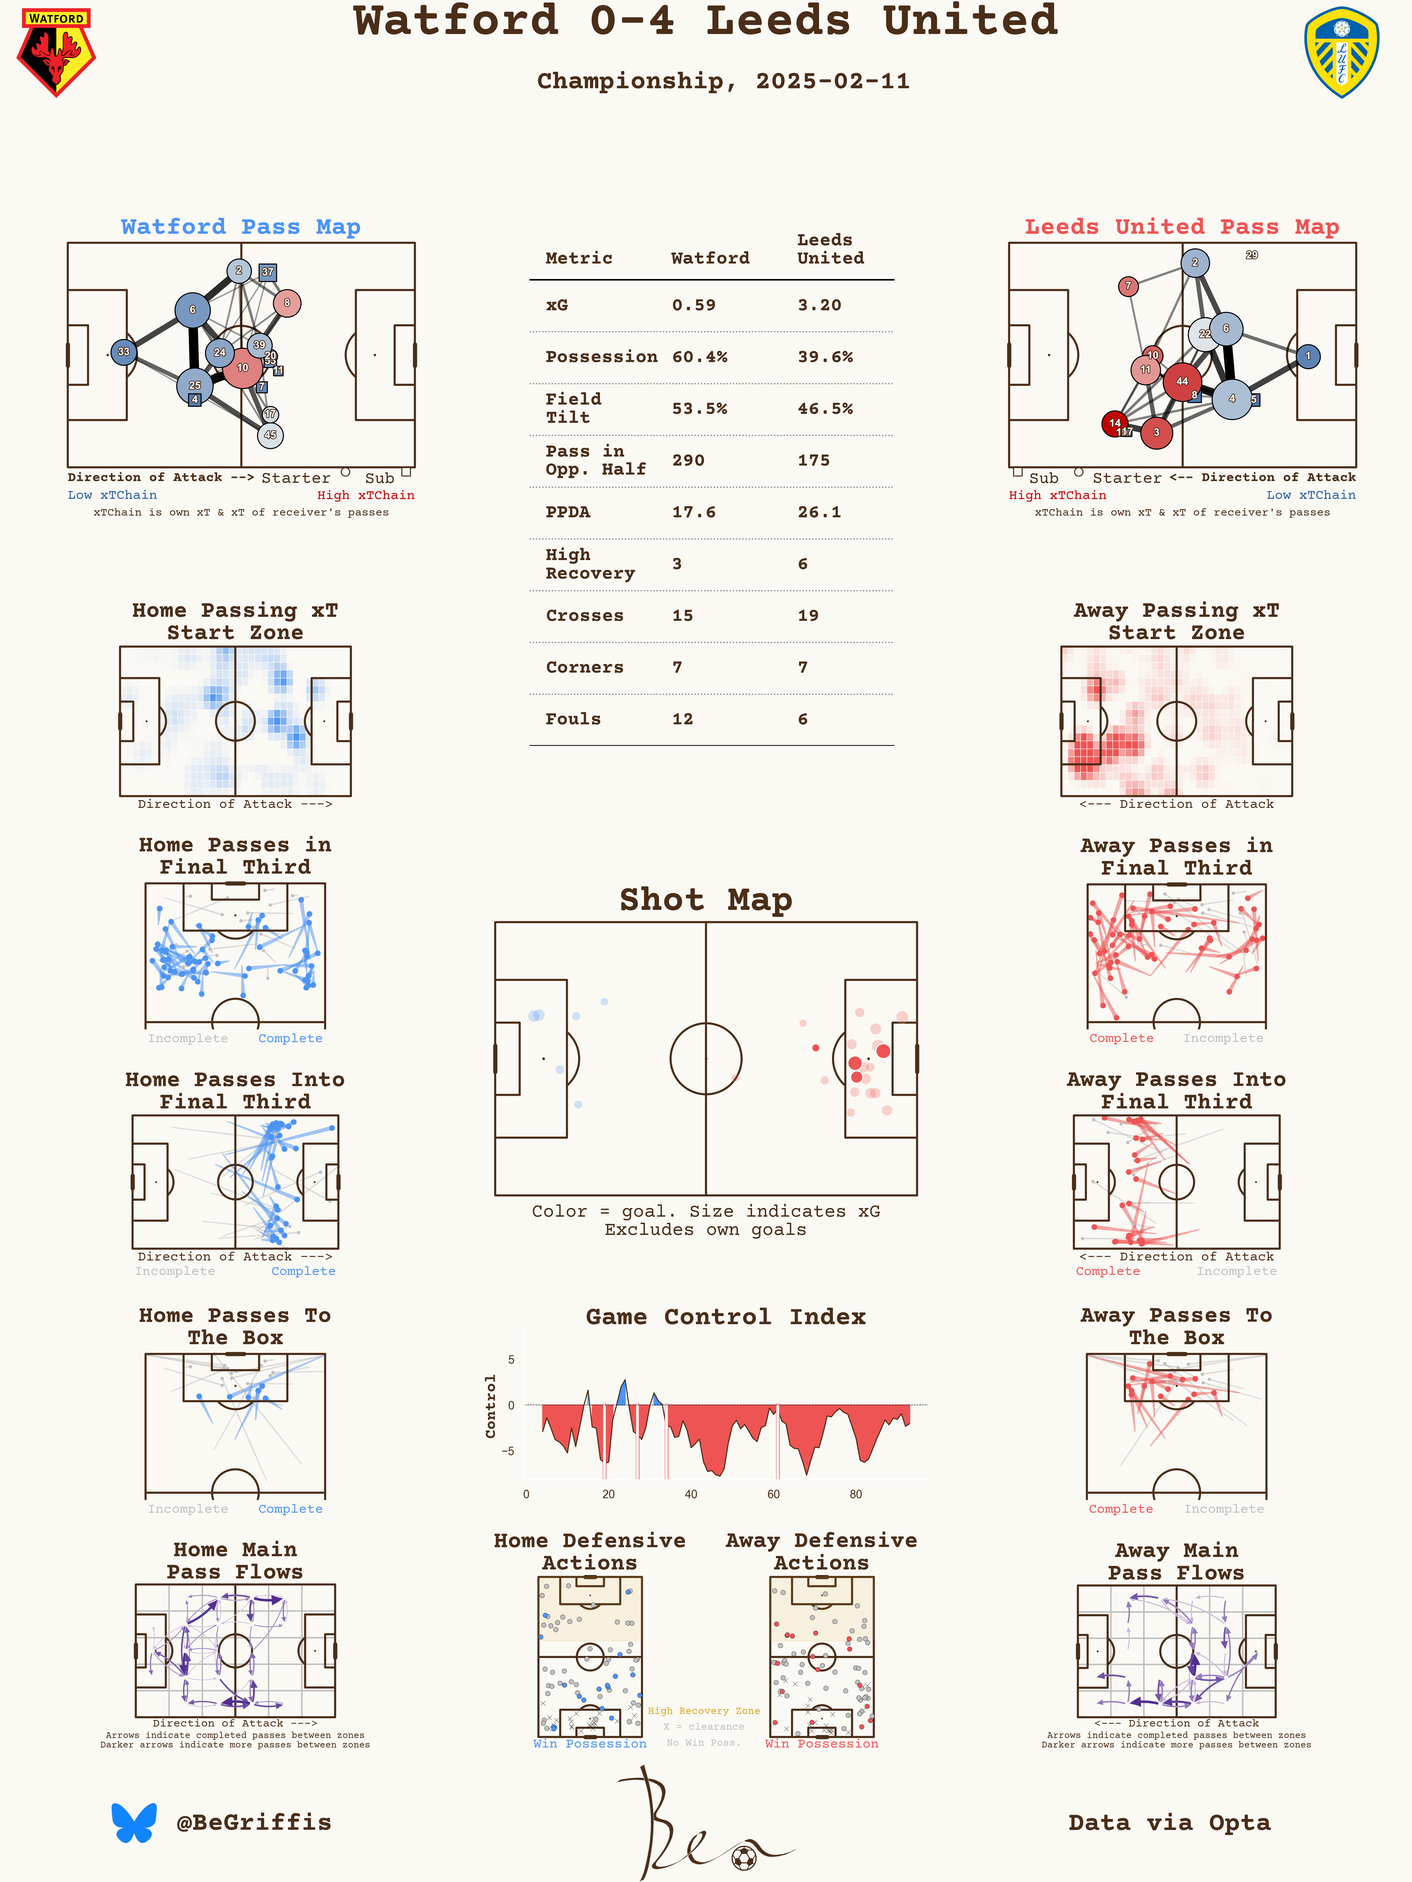 Watford 0-4 Leeds United
WATFORD
LUFC
Championship, 2025-02-11
Watford Pass Map
2
37
6
8
33
24
39
20
53
10
11
25
7
4
17
45
Direction of Attack --> Starter Sub
Low xTChain High xTChain
xTChain is own xT & xT of receiver's passes
Metric Watford Leeds United
xG 0.59 3.20
Possession 60.4% 39.6%
Field Tilt 53.5% 46.5%
Pass in Opp. Half 290 175
PPDA 17.6 26.1
High Recovery 3 6
Crosses 15 19
Corners 7 7
Fouls 12 6
Leeds United Pass Map
29
2
7
22
6
10
1
11
44
8
4
5
14
17
3
Sub Starter <-- Direction of Attack
High xTChain Low xTChain
xTChain is own xT & xT of receiver's passes
Home Passing xT
Start Zone
Direction of Attack --->
Away Passing xT
Start Zone
<--- Direction of Attack
Home Passes in
Final Third
Incomplete Complete
Away Passes in
Final Third
Complete Incomplete
Shot Map
Color = goal. Size indicates xG
Excludes own goals
Home Passes Into
Final Third
Direction of Attack --->
Incomplete Complete
Away Passes Into
Final Third
<--- Direction of Attack
Complete Incomplete
Home Passes To
The Box
Incomplete Complete
Game Control Index
Control
5
0
−5
0 20 40 60 80
Away Passes To
The Box
Complete Incomplete
Home Main
Pass Flows
Direction of Attack --->
Arrows indicate completed passes between zones
Darker arrows indicate more passes between zones
Home Defensive
Actions
Win Possession
High Recovery Zone
X = clearance
No Win Poss.
Away Defensive
Actions
Win Possession
Away Main
Pass Flows
<--- Direction of Attack
Arrows indicate completed passes between zones
Darker arrows indicate more passes between zones
@BeGriffis
Ben
Data via Opta